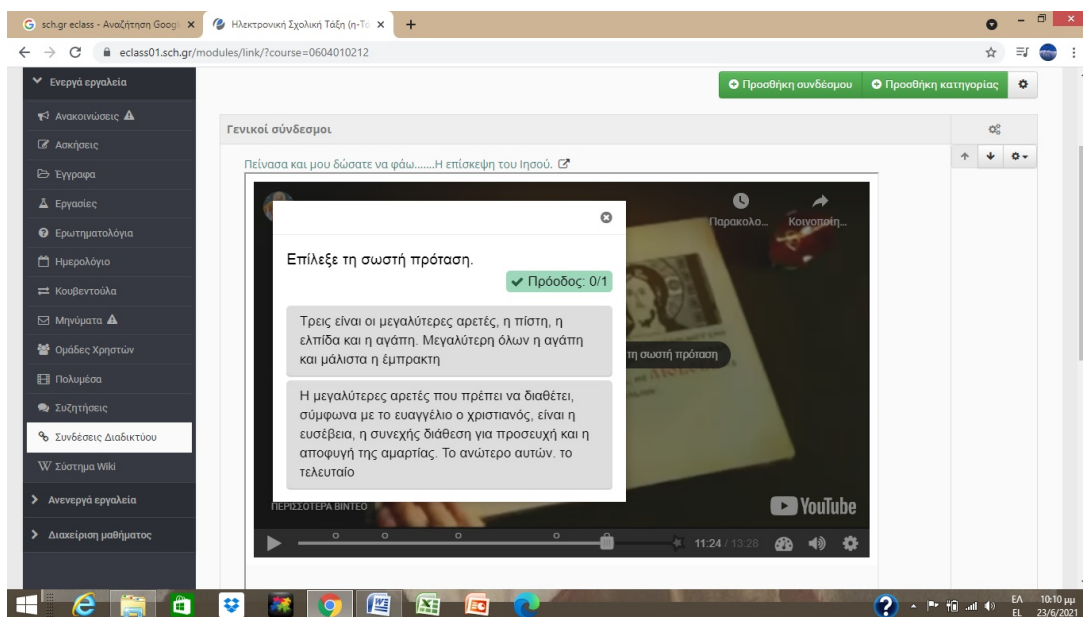 sch.gr eclass - Αναζήτηση Googl
Ηλεκτρονική Σχολική Τάξη (η-Τά
eclass01.sch.gr/modules/link/?course=0604010212
Ενεργά εργαλεία
Προσθήκη συνδέσμου
Προσθήκη κατηγορίας
Ανακοινώσεις
Γενικοί σύνδεσμοι
Ασκήσεις
Πείνασα και μου δώσατε να φάω.......Η επίσκεψη του Ιησού.
Έγγραφα
Εργασίες
Ερωτηματολόγια
Ημερολόγιο
Κουβεντούλα
Μηνύματα
Ομάδες Χρηστών
Πολυμέσα
Συζητήσεις
Συνδέσεις Διαδικτύου
Σύστημα Wiki
Ανενεργά εργαλεία
Διαχείριση μαθήματος
Παρακολο...
Κοινοποίη...
Επίλεξε τη σωστή πρόταση.
Πρόοδος: 0/1
Τρεις είναι οι μεγαλύτερες αρετές, η πίστη, η
ελπίδα και η αγάπη. Μεγαλύτερη όλων η αγάπη
και μάλιστα η έμπρακτη
τη σωστή πρόταση
Η μεγαλύτερες αρετές που πρέπει να διαθέτει,
σύμφωνα με το ευαγγέλιο ο χριστιανός, είναι η
ευσέβεια, η συνεχής διάθεση για προσευχή και η
αποφυγή της αμαρτίας. Το ανώτερο αυτών. το
τελευταίο
ΠΕΡΙΣΣΟΤΕΡΑ ΒΙΝΤΕΟ
YouTube
11:24 / 13:26
ΕΛ
EL
10:10 μμ
23/6/2021